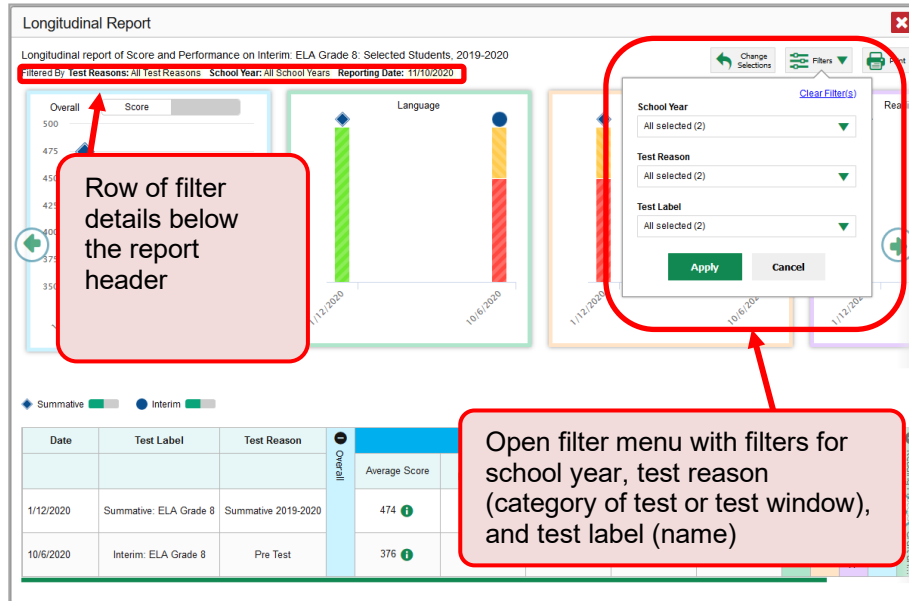 Longitudinal Report
Longitudinal report of Score and Performance on Interim: ELA Grade 8: Selected Students, 2019-2020
Filtered By Test Reasons: All Test Reasons School Year: All School Years Reporting Date: 11/10/2020
Change Selections
Filters
Print
Clear Filter(s)
School Year
All selected (2)
Test Reason
All selected (2)
Test Label
All selected (2)
Apply Cancel
Overall Score
500
475
Language
1/12/2020
10/6/2020
1/12/2020
10/6/2020
1/12/2020
Row of filter
details below
the report
header
Summative Interim
Date Test Label Test Reason Overall Average Score
1/12/2020 Summative: ELA Grade 8 Summative 2019-2020 474
10/6/2020 Interim: ELA Grade 8 Pre Test 376
Open filter menu with filters for
school year, test reason
(category of test or test window),
and test label (name)